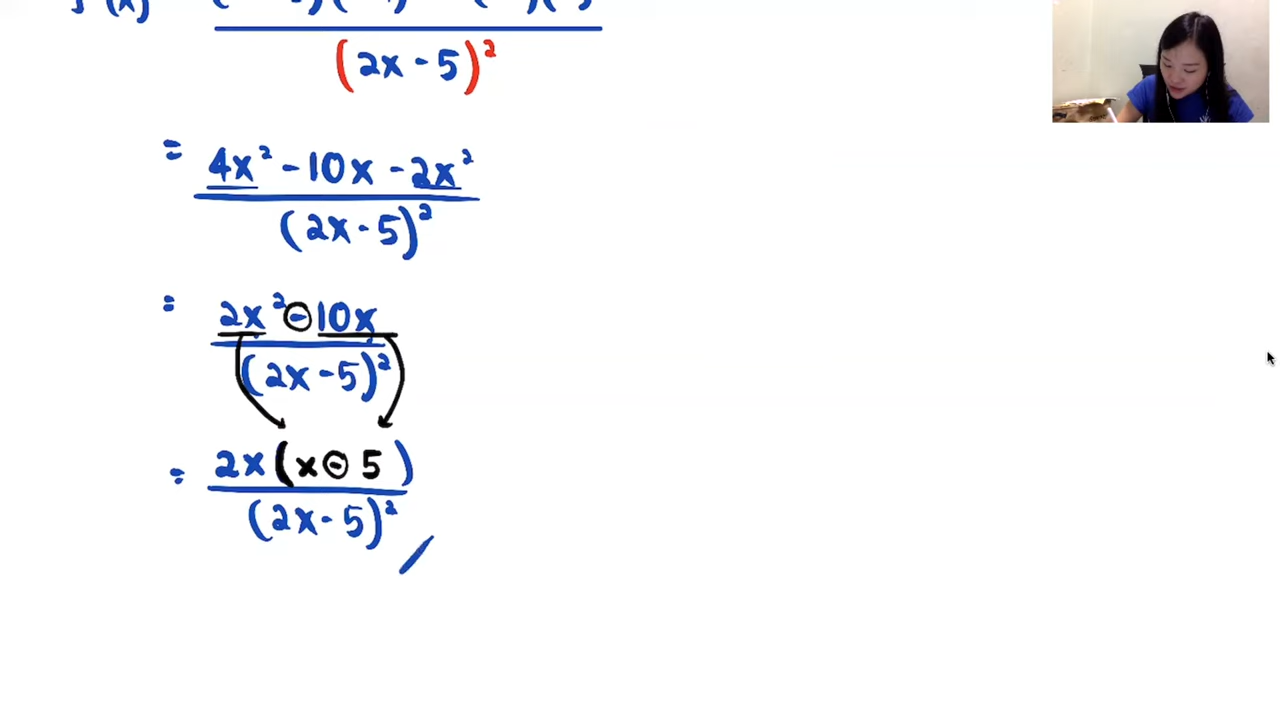 (2x - 5)²
=
4x² - 10x - 2x²
(2x - 5)²
=
2x² - 10x
(2x - 5)²
=
2x(x - 5)
(2x - 5)²